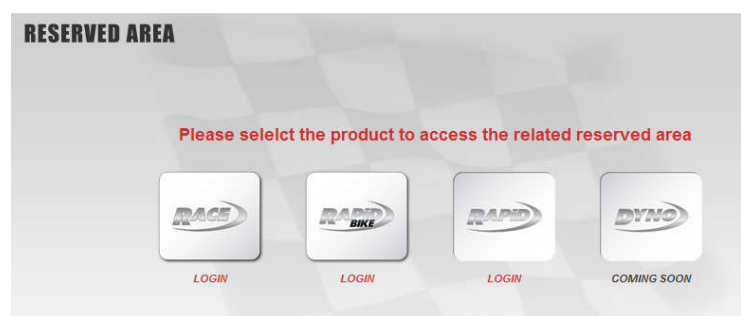 RESERVED AREA
Please selelct the product to access the related reserved area
RACE RAPID BIKE RAPID DYNO
LOGIN LOGIN LOGIN COMING SOON